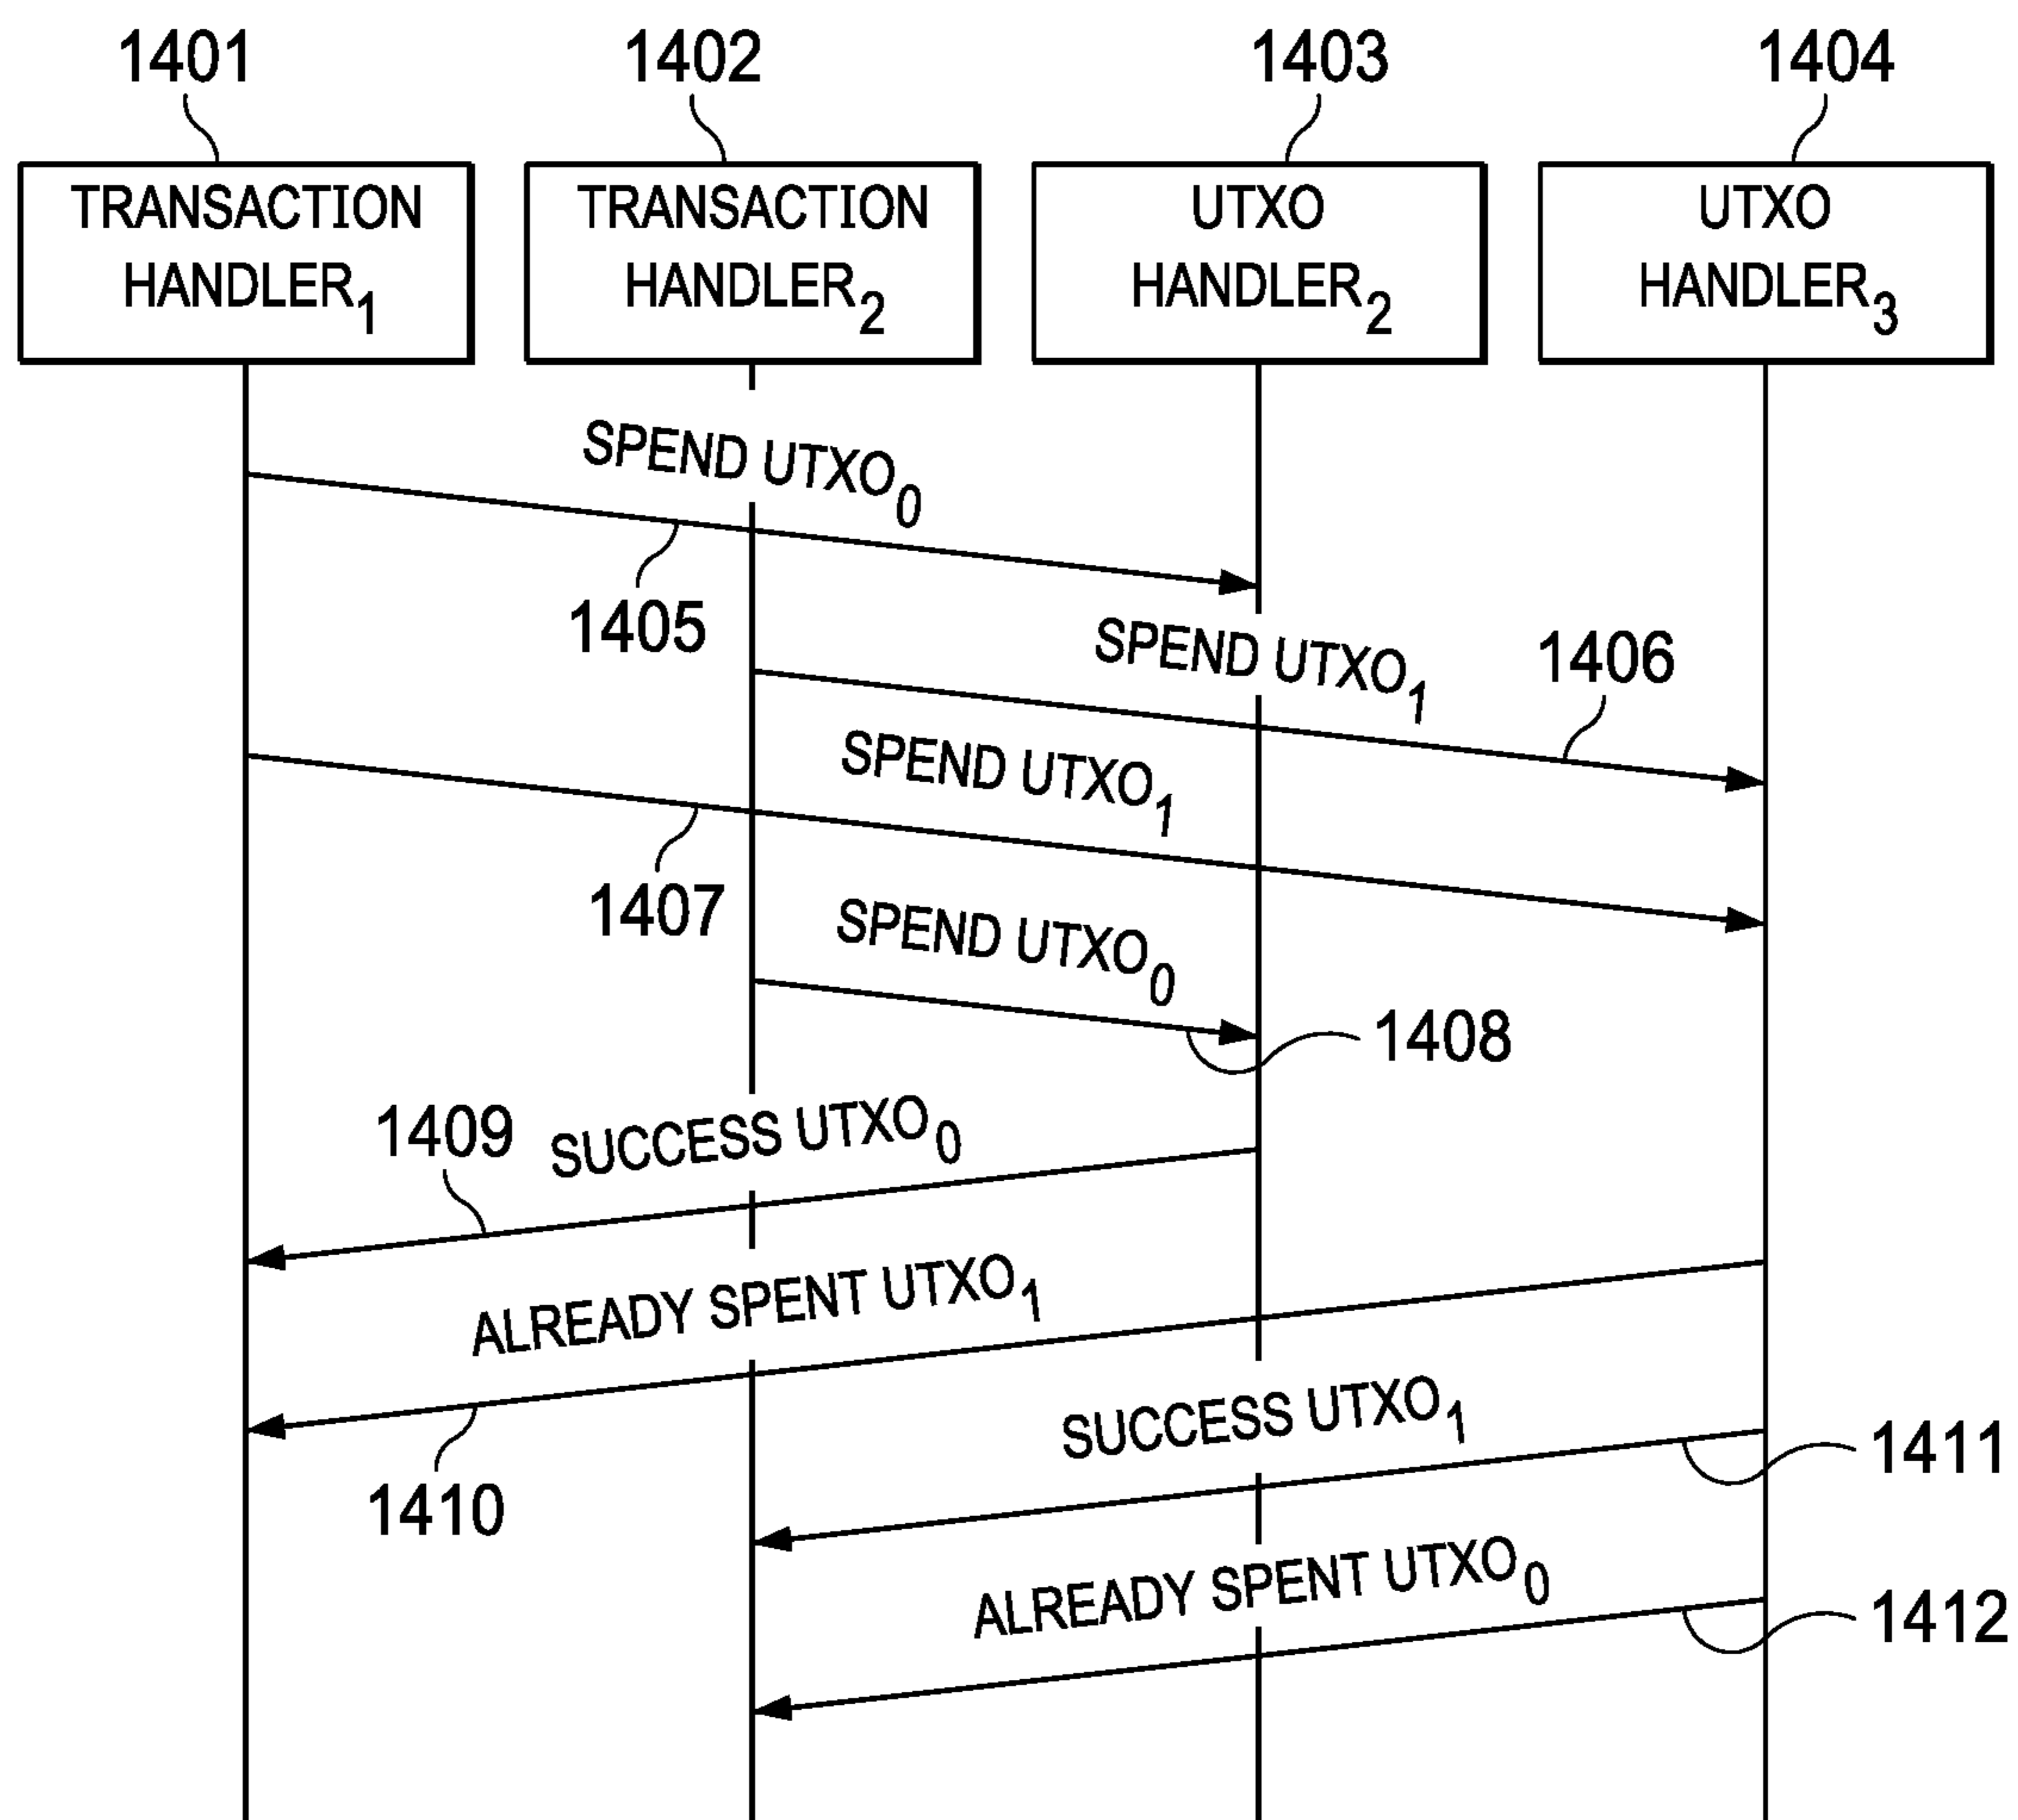 1401 1402 1403 1404
TRANSACTION HANDLER₁
TRANSACTION HANDLER₂
UTXO HANDLER₂
UTXO HANDLER₃
SPEND UTXO₀
1405
SPEND UTXO₁
1406
SPEND UTXO₁
1407
SPEND UTXO₀
1408
1409
SUCCESS UTXO₀
ALREADY SPENT UTXO₁
1410
SUCCESS UTXO₁
1411
ALREADY SPENT UTXO₀
1412